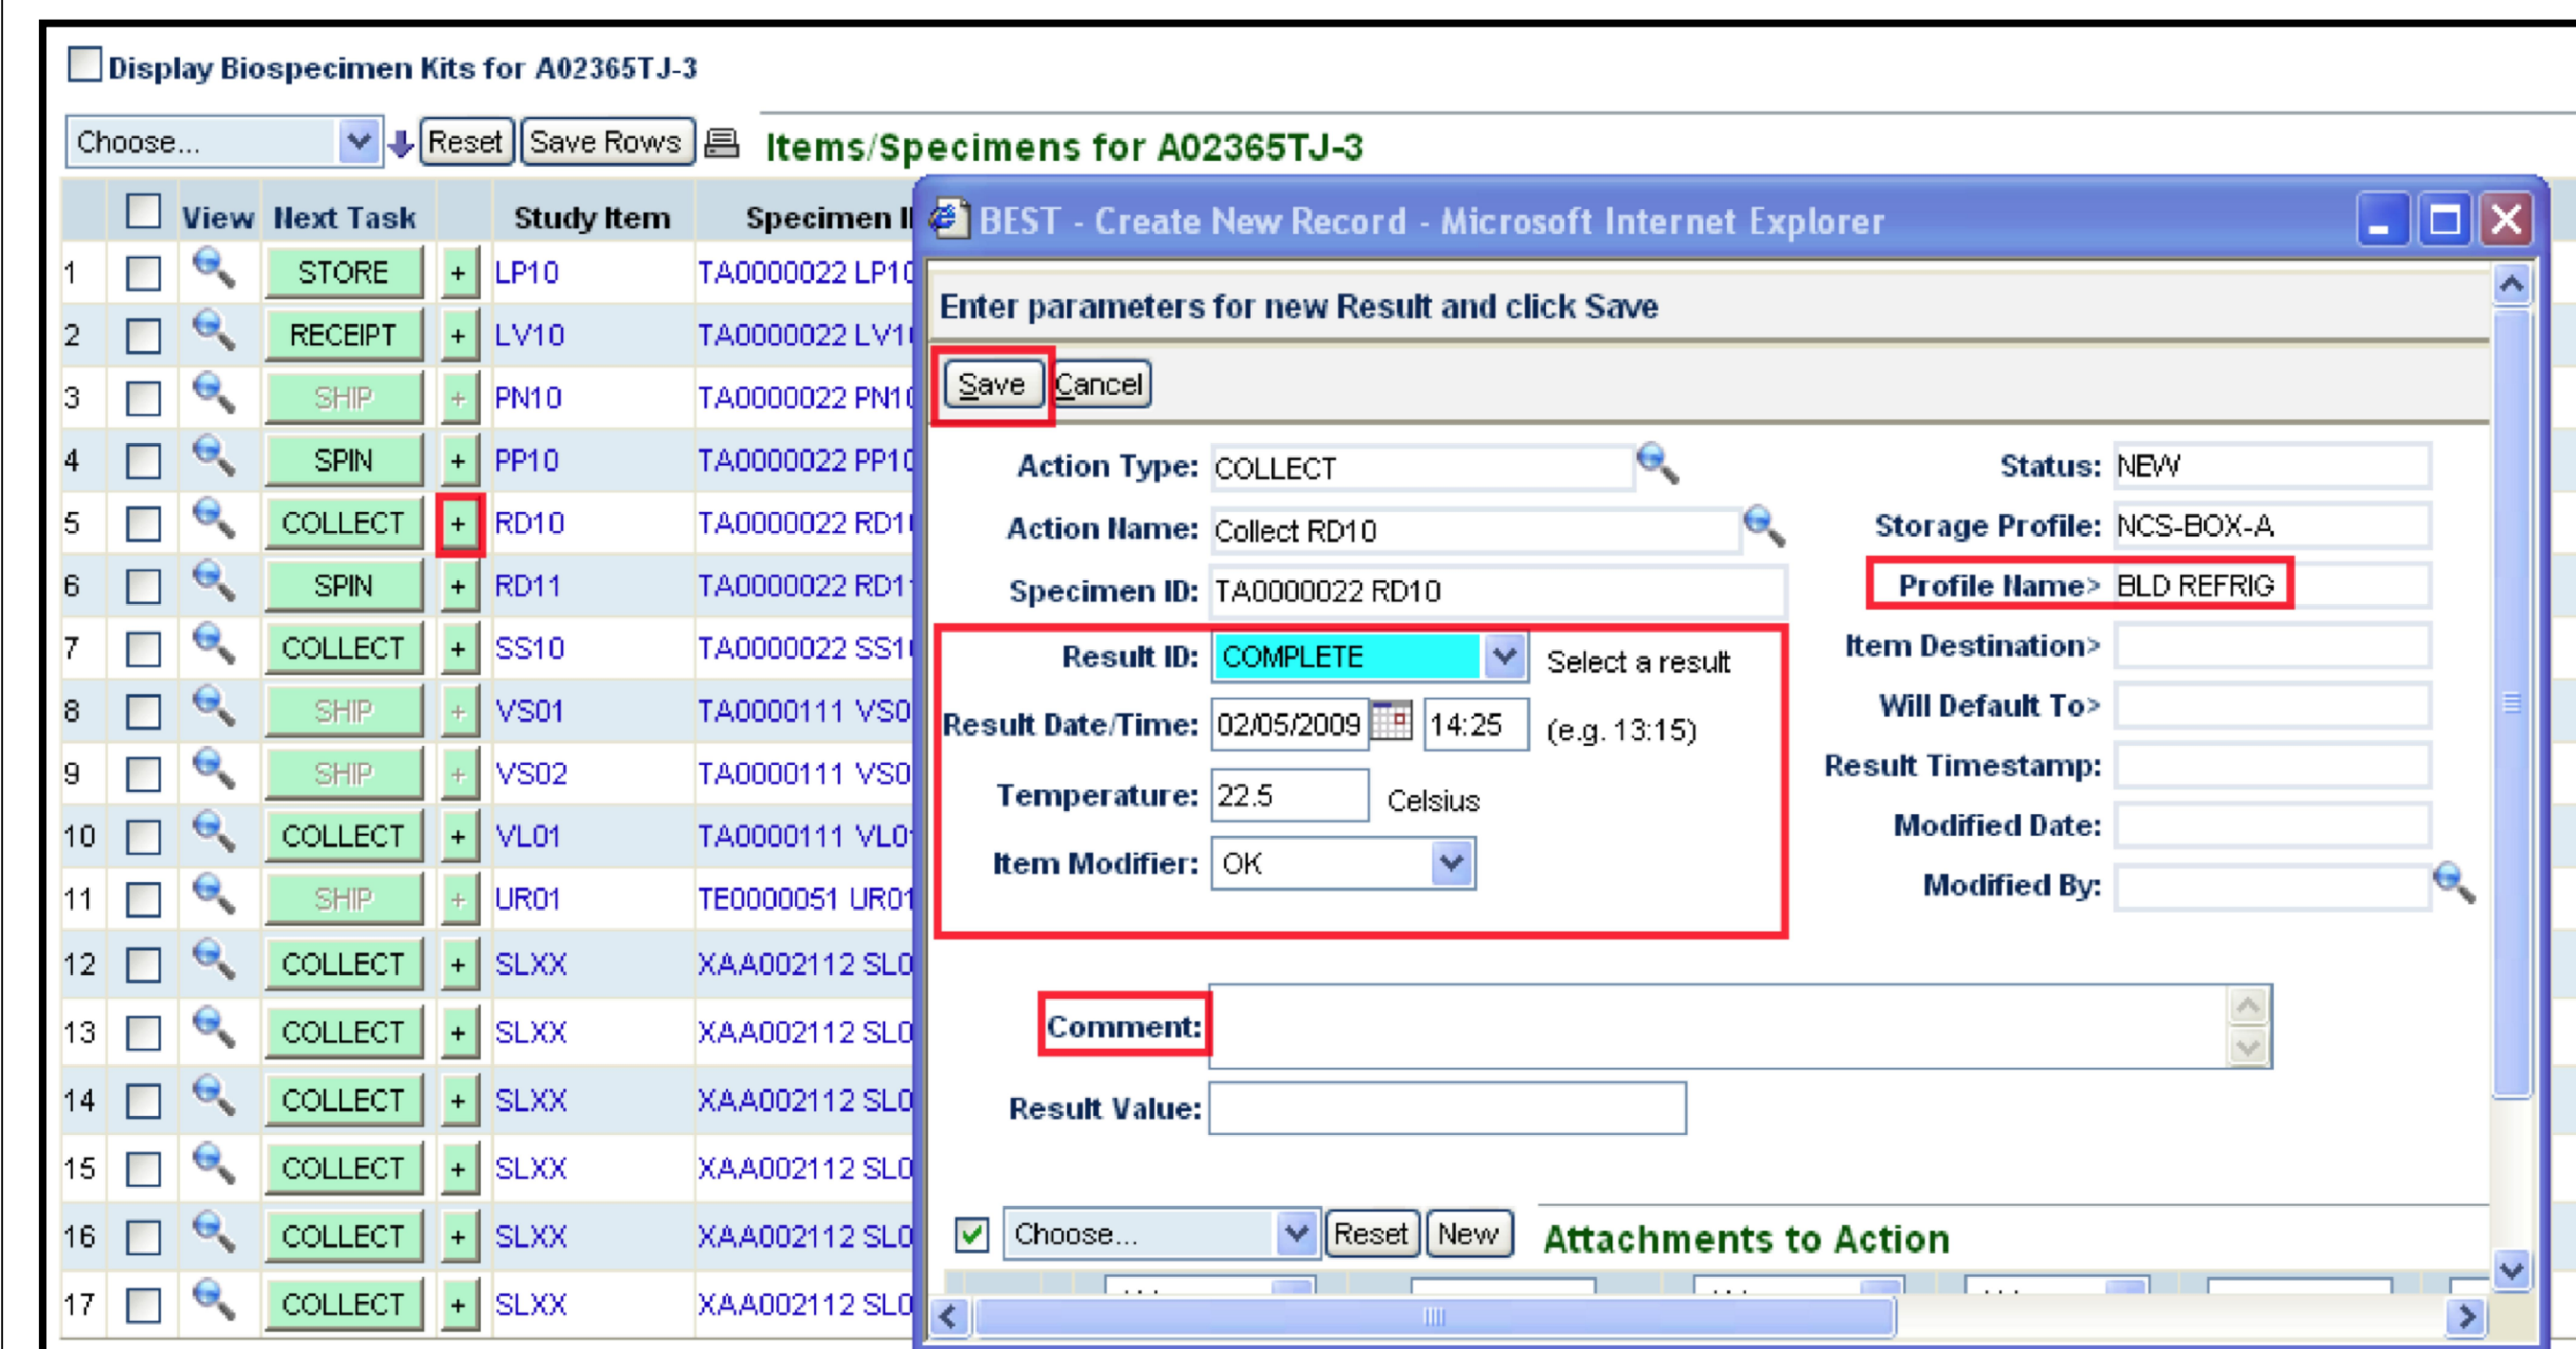 Display Biospecimen Kits for A02365TJ-3
Choose... Reset Save Rows Items/Specimens for A02365TJ-3
View Next Task Study Item Specimen
1 STORE + LP10 TA0000022 LP10
2 RECEIPT + LV10 TA0000022 LV1
3 SHIP + PN10 TA0000022 PN10
4 SPIN + PP10 TA0000022 PP10
5 COLLECT + RD10 TA0000022 RD1
6 SPIN + RD11 TA0000022 RD1
7 COLLECT + SS10 TA0000022 SS1
8 SHIP + VS01 TA0000111 VS0
9 SHIP + VS02 TA0000111 VS0
10 COLLECT + VL01 TA0000111 VL0
11 SHIP + UR01 TE0000051 UR01
12 COLLECT + SLXX XAA002112 SL0
13 COLLECT + SLXX XAA002112 SL0
14 COLLECT + SLXX XAA002112 SL0
15 COLLECT + SLXX XAA002112 SL0
16 COLLECT + SLXX XAA002112 SL0
17 COLLECT + SLXX XAA002112 SL0
BEST - Create New Record - Microsoft Internet Explorer
Enter parameters for new Result and click Save
Save Cancel
Action Type: COLLECT Status: NEW
Action Name: Collect RD10 Storage Profile: NCS-BOX-A
Specimen ID: TA0000022 RD10 Profile Name> BLD REFRIG
Result ID: COMPLETE Select a result Item Destination>
Result Date/Time: 02/05/2009 14:25 (e.g. 13:15) Will Default To>
Result Timestamp:
Temperature: 22.5 Celsius Modified Date:
Item Modifier: OK Modified By:
Comment:
Result Value:
Choose... Reset New Attachments to Action